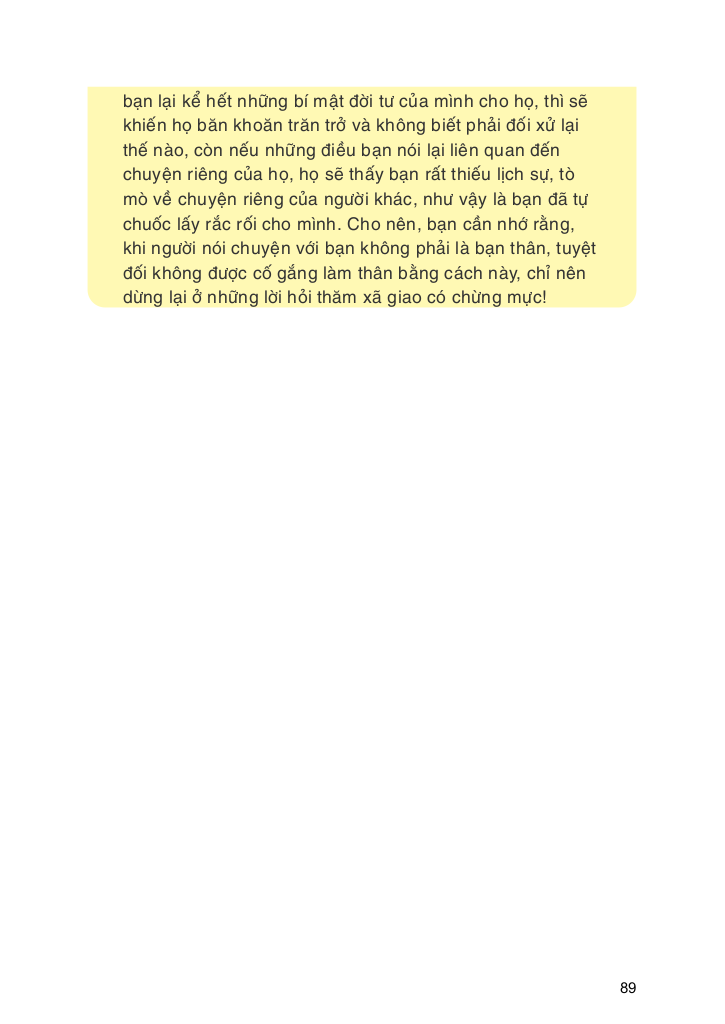 bạn lại kể hết những bí mật đời tư của mình cho họ, thì sẽ
khiến họ băn khoăn trăn trở và không biết phải đối xử lại
thế nào, còn nếu những điều bạn nói lại liên quan đến
chuyện riêng của họ, họ sẽ thấy bạn rất thiếu lịch sự, tò
mò về chuyện riêng của người khác, như vậy là bạn đã tự
chuốc lấy rắc rối cho mình. Cho nên, bạn cần nhớ rằng,
khi người nói chuyện với bạn không phải là bạn thân, tuyệt
đối không được cố gắng làm thân bằng cách này, chỉ nên
dừng lại ở những lời hỏi thăm xã giao có chừng mực!
89